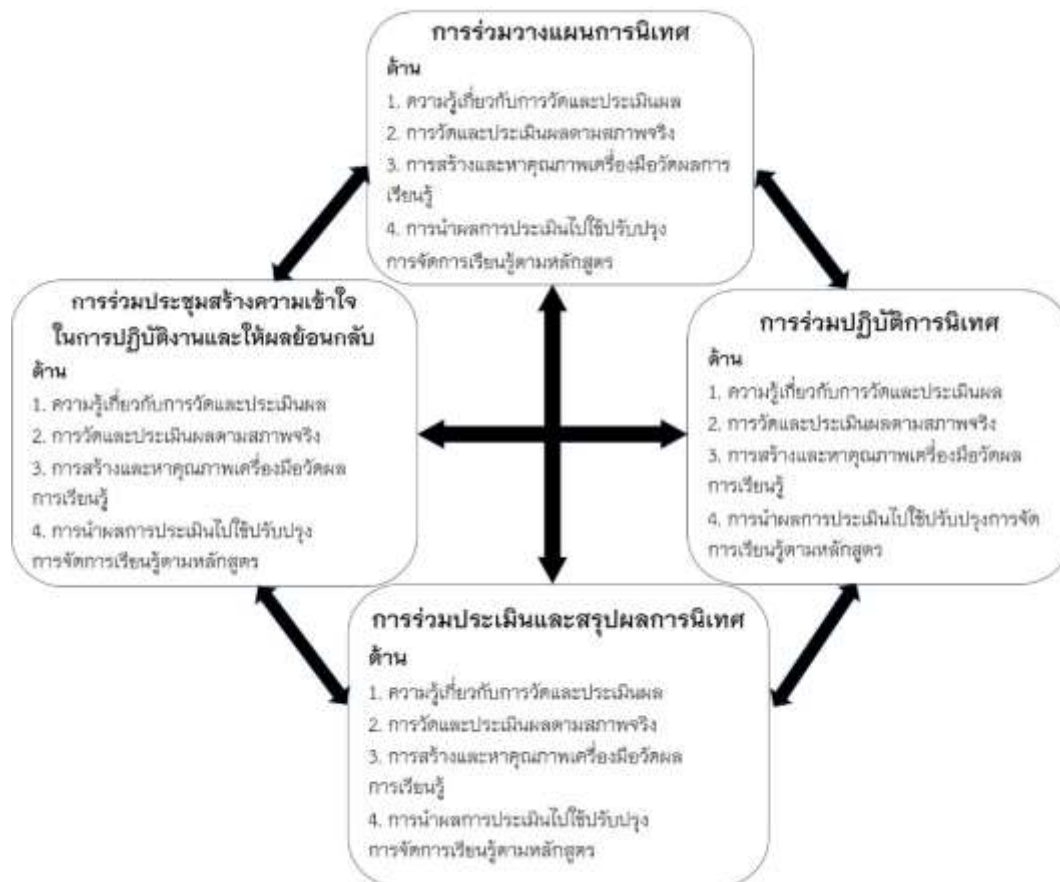 การร่วมวางแผนการนิเทศ
ด้าน
1. ความรู้เกี่ยวกับการวัดและประเมินผล
2. การวัดและประเมินผลตามสภาพจริง
3. การสร้างและหาคุณภาพเครื่องมือวัดผลการ
เรียนรู้
4. การนำผลการประเมินไปใช้ปรับปรุง
การจัดการเรียนรู้ตามหลักสูตร
การร่วมประชุมสร้างความเข้าใจ
ในการปฏิบัติงานและให้ผลย้อนกลับ
ด้าน
1. ความรู้เกี่ยวกับการวัดและประเมินผล
2. การวัดและประเมินผลตามสภาพจริง
3. การสร้างและหาคุณภาพเครื่องมือวัดผล
การเรียนรู้
4. การนำผลการประเมินไปใช้ปรับปรุง
การจัดการเรียนรู้ตามหลักสูตร
การร่วมปฏิบัติการนิเทศ
ด้าน
1. ความรู้เกี่ยวกับการวัดและประเมินผล
2. การวัดและประเมินผลตามสภาพจริง
3. การสร้างและหาคุณภาพเครื่องมือวัดผล
การเรียนรู้
4. การนำผลการประเมินไปใช้ปรับปรุงการจัด
การเรียนรู้ตามหลักสูตร
การร่วมประเมินและสรุปผลการนิเทศ
ด้าน
1. ความรู้เกี่ยวกับการวัดและประเมินผล
2. การวัดและประเมินผลตามสภาพจริง
3. การสร้างและหาคุณภาพเครื่องมือวัดผล
การเรียนรู้
4. การนำผลการประเมินไปใช้ปรับปรุง
การจัดการเรียนรู้ตามหลักสูตร